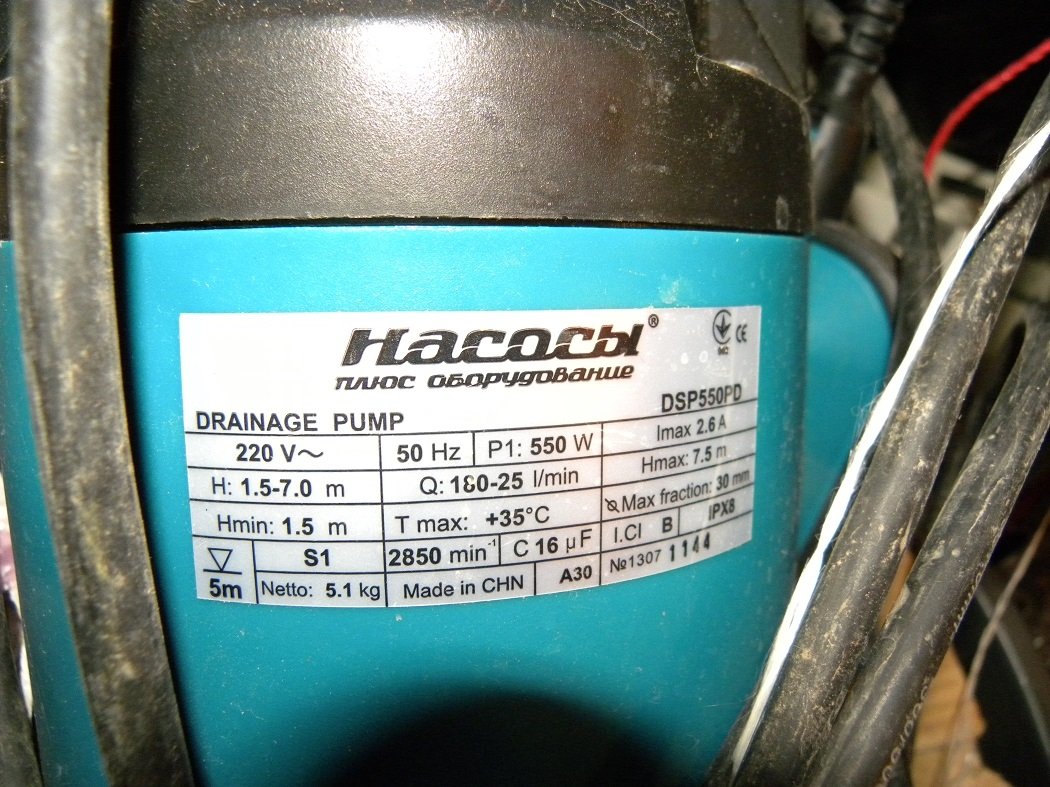 Насосы®
плюс оборудование
CE
DRAINAGE PUMP DSP550PD
220 V~ 50 Hz P1: 550 W Imax 2.6 A
H: 1.5-7.0 m Q: 180-25 l/min Hmax: 7.5 m
Hmin: 1.5 m T max: +35°C Max fraction: 30 mm
S1 2850 min⁻¹ C 16 µF I.Cl B IPX8
5m Netto: 5.1 kg Made in CHN A30 №1307 1144